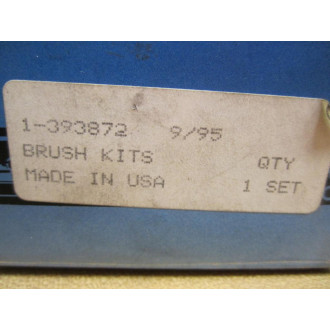 1-393872 9/95
BRUSH KITS QTY
MADE IN USA 1 SET